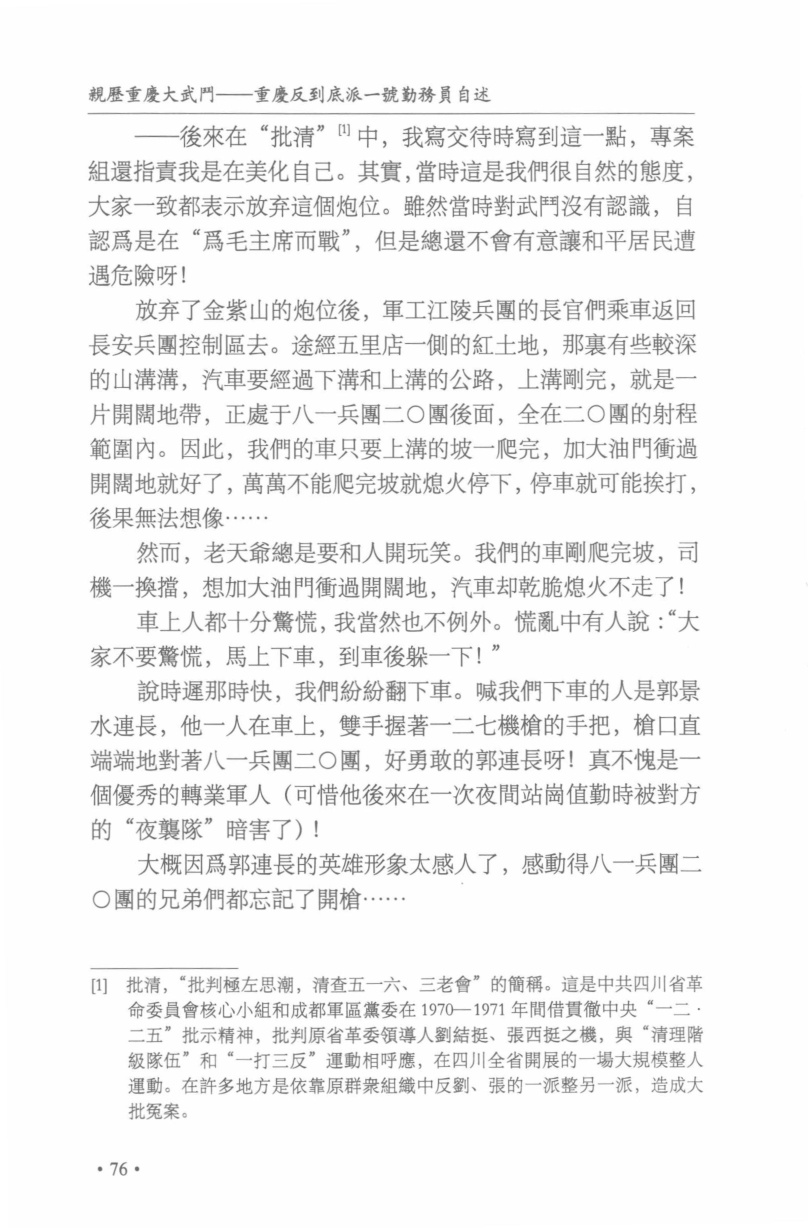 親歷重慶大武鬥——重慶反到底派一號勤務員自述
——後來在“批清”[1]中，我寫交待時寫到這一點，專案
組還指責我是在美化自己。其實，當時這是我們很自然的態度，
大家一致都表示放弃這個炮位。雖然當時對武鬥沒有認識，自
認爲是在“爲毛主席而戰”，但是總還不會有意讓和平居民遭
遇危險呀！
放弃了金紫山的炮位後，軍工江陵兵團的長官們乘車返回
長安兵團控制區去。途經五里店一側的紅土地，那裏有些較深
的山溝溝，汽車要經過下溝和上溝的公路，上溝剛完，就是一
片開闊地帶，正處于八一兵團二〇團後面，全在二〇團的射程
範圍內。因此，我們的車只要上溝的坡一爬完，加大油門衝過
開闊地就好了，萬萬不能爬完坡就熄火停下，停車就可能挨打，
後果無法想像……
然而，老天爺總是要和人開玩笑。我們的車剛爬完坡，司
機一換擋，想加大油門衝過開闊地，汽車却乾脆熄火不走了！
車上人都十分驚慌，我當然也不例外。慌亂中有人說：“大
家不要驚慌，馬上下車，到車後躲一下！”
說時遲那時快，我們紛紛翻下車。喊我們下車的人是郭景
水連長，他一人在車上，雙手握著一二七機槍的手把，槍口直
端端地對著八一兵團二〇團，好勇敢的郭連長呀！真不愧是一
個優秀的轉業軍人（可惜他後來在一次夜間站崗值勤時被對方
的“夜襲隊”暗害了）！
大概因爲郭連長的英雄形象太感人了，感動得八一兵團二
〇團的兄弟們都忘記了開槍……
[1] 批清，“批判極左思潮，清查五一六、三老會”的簡稱。這是中共四川省革
命委員會核心小組和成都軍區黨委在1970—1971年間借貫徹中央“一二·
二五”批示精神，批判原省革委領導人劉結挺、張西挺之機，與“清理階
級隊伍”和“一打三反”運動相呼應，在四川全省開展的一場大規模整人
運動。在許多地方是依靠原群衆組織中反劉、張的一派整另一派，造成大
批冤案。
·76·